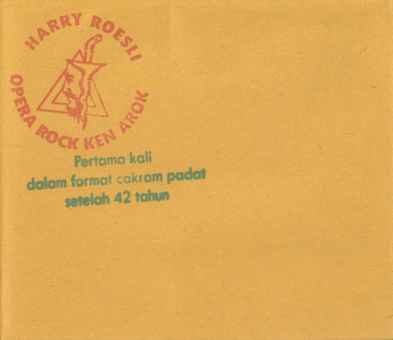 HARRY ROESLI
OPERA ROCK KEN AROK
Pertama kali
dalam format cakram padat
setelah 42 tahun